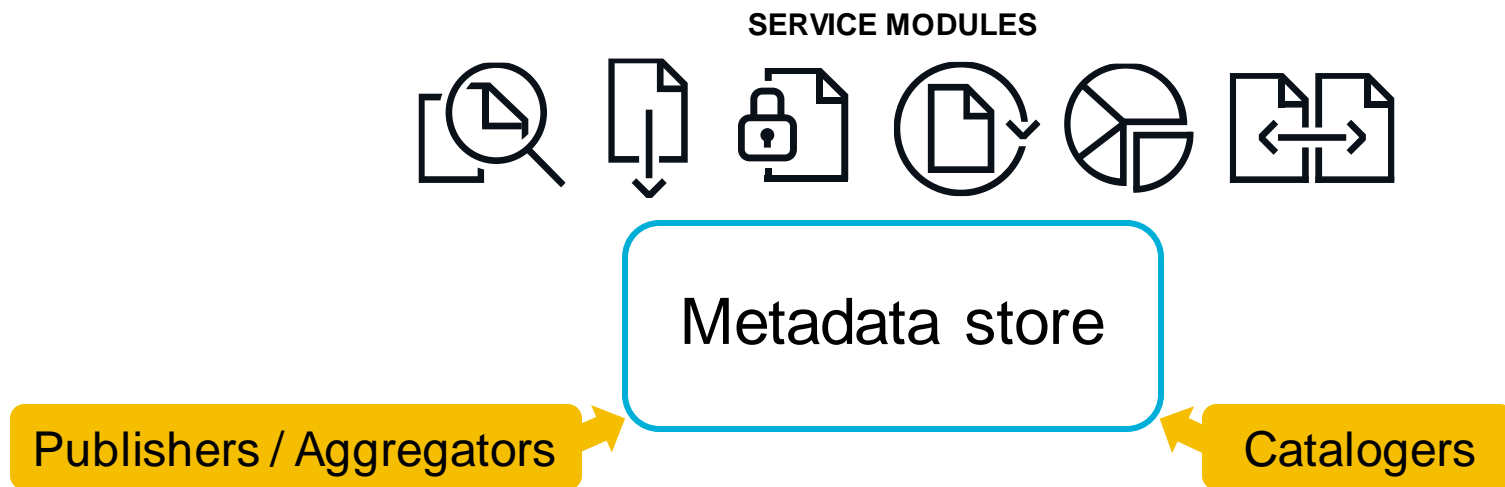 SERVICE MODULES
Metadata store
Publishers / Aggregators
Catalogers